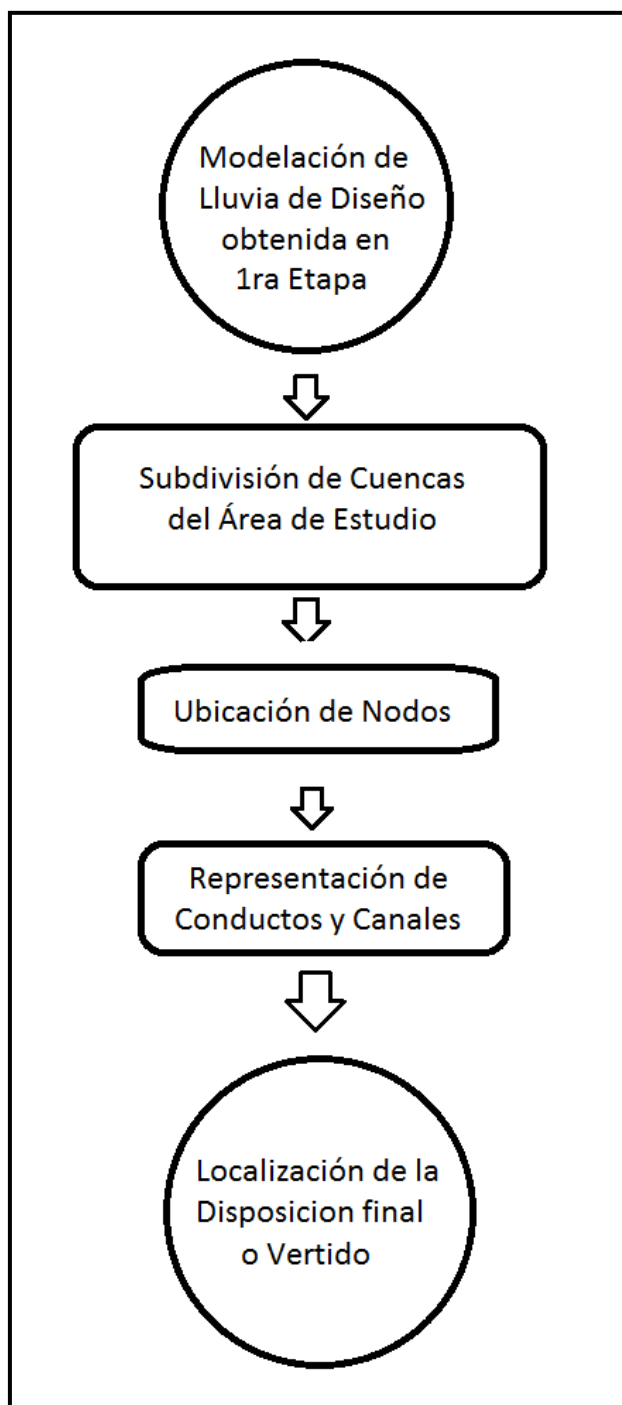 Modelación de
Lluvia de Diseño
obtenida en
1ra Etapa
Subdivisión de Cuencas
del Área de Estudio
Ubicación de Nodos
Representación de
Conductos y Canales
Localización de la
Disposicion final
o Vertido